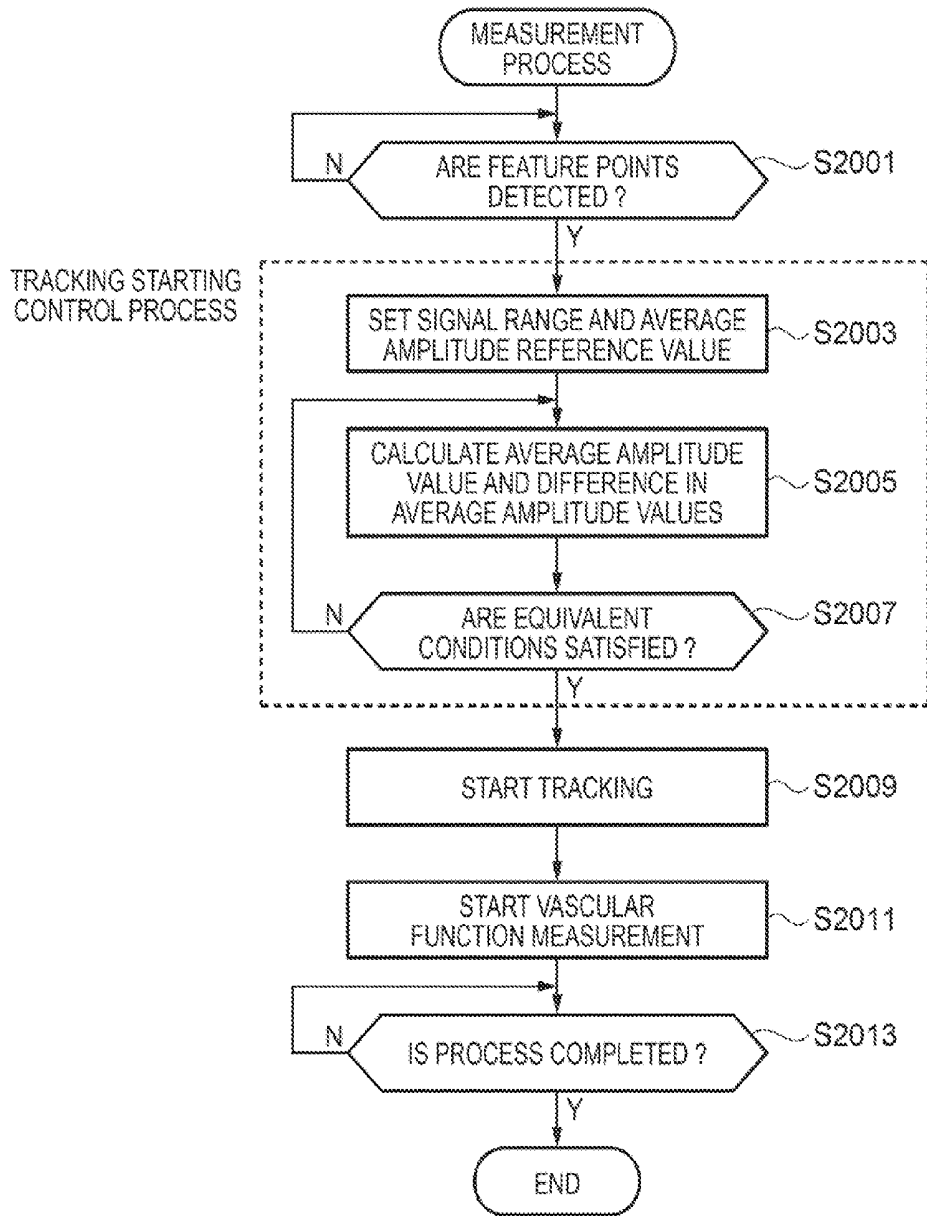 MEASUREMENT
PROCESS
N
ARE FEATURE POINTS
DETECTED ?
S2001
Y
TRACKING STARTING
CONTROL PROCESS
SET SIGNAL RANGE AND AVERAGE
AMPLITUDE REFERENCE VALUE
S2003
CALCULATE AVERAGE AMPLITUDE
VALUE AND DIFFERENCE IN
AVERAGE AMPLITUDE VALUES
S2005
N
ARE EQUIVALENT
CONDITIONS SATISFIED ?
S2007
Y
START TRACKING
S2009
START VASCULAR
FUNCTION MEASUREMENT
S2011
N
IS PROCESS COMPLETED ?
S2013
Y
END